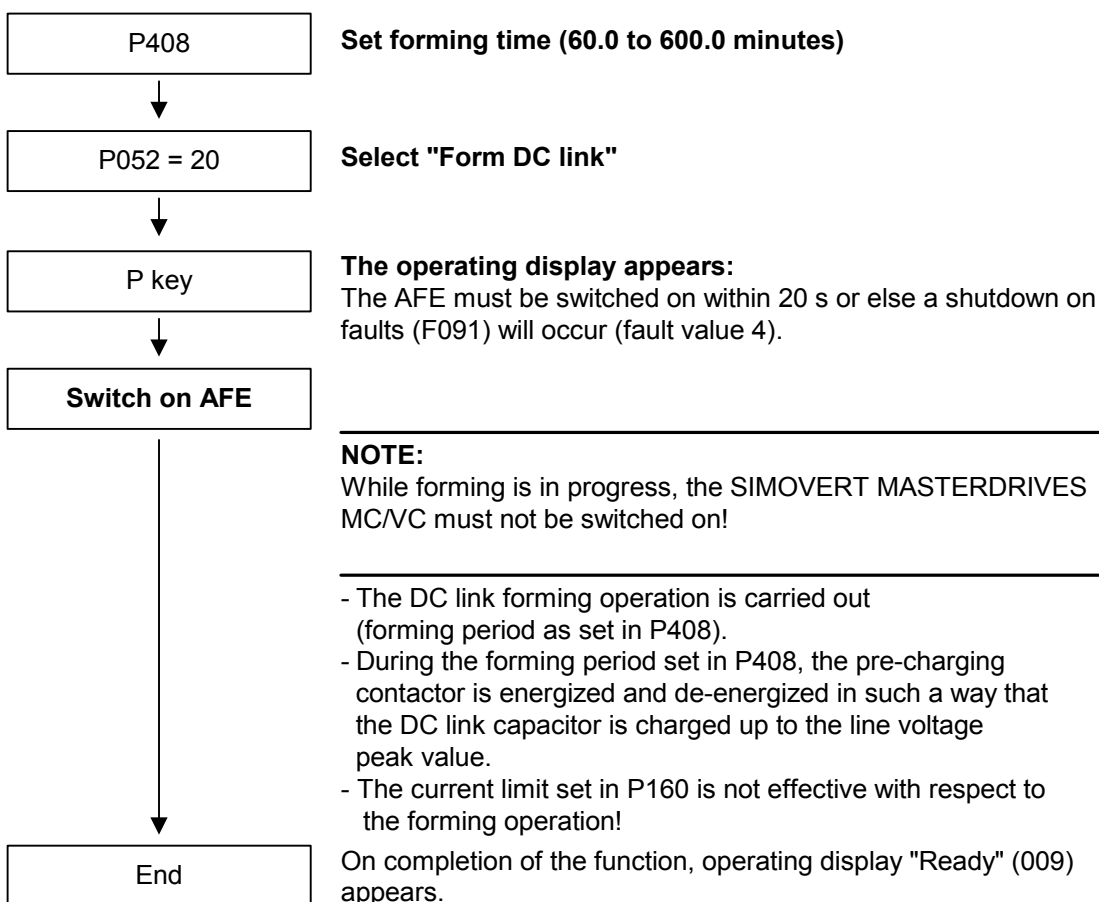 P408
Set forming time (60.0 to 600.0 minutes)
P052 = 20
Select "Form DC link"
P key
The operating display appears:
The AFE must be switched on within 20 s or else a shutdown on
faults (F091) will occur (fault value 4).
Switch on AFE
NOTE:
While forming is in progress, the SIMOVERT MASTERDRIVES
MC/VC must not be switched on!
- The DC link forming operation is carried out
(forming period as set in P408).
- During the forming period set in P408, the pre-charging
contactor is energized and de-energized in such a way that
the DC link capacitor is charged up to the line voltage
peak value.
- The current limit set in P160 is not effective with respect to
the forming operation!
End
On completion of the function, operating display "Ready" (009)
appears.